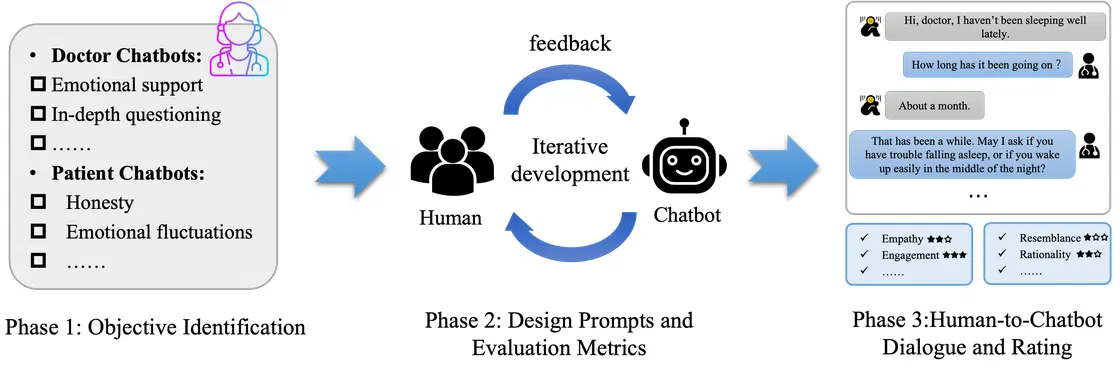 • Doctor Chatbots:
Emotional support
In-depth questioning
……
• Patient Chatbots:
Honesty
Emotional fluctuations
……
Phase 1: Objective Identification
feedback
Iterative
development
Human
Chatbot
Phase 2: Design Prompts and
Evaluation Metrics
Hi, doctor, I haven’t been sleeping well
lately.
How long has it been going on？
About a month.
That has been a while. May I ask if you
have trouble falling asleep, or if you wake
up easily in the middle of the night?
…
✓ Empathy ★★☆
✓ Engagement ★★★
✓ ……
✓ Resemblance ★☆☆
✓ Rationality ★★☆
✓ ……
Phase 3:Human-to-Chatbot
Dialogue and Rating